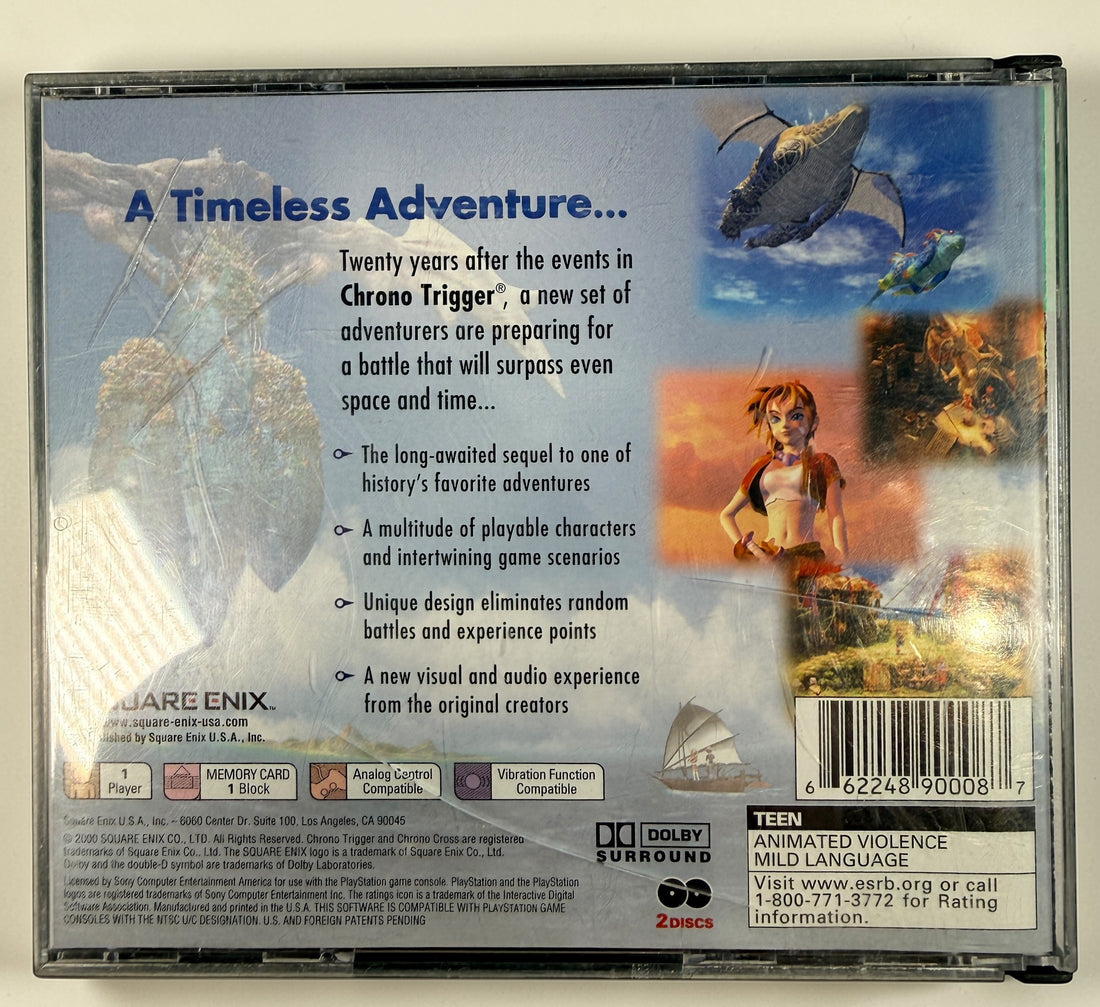 A Timeless Adventure...
Twenty years after the events in
Chrono Trigger®, a new set of
adventurers are preparing for
a battle that will surpass even
space and time...
The long-awaited sequel to one of
history's favorite adventures
A multitude of playable characters
and intertwining game scenarios
Unique design eliminates random
battles and experience points
A new visual and audio experience
from the original creators
SQUARE ENIX™
www.square-enix-usa.com
by Square Enix U.S.A., Inc.
1
Player
MEMORY CARD
1 Block
Analog Control
Compatible
Vibration Function
Compatible
Square Enix U.S.A., Inc. ~ 6060 Center Dr. Suite 100, Los Angeles, CA 90045
© 2000 SQUARE ENIX CO., LTD. All Rights Reserved. Chrono Trigger and Chrono Cross are registered
trademarks of Square Enix Co., Ltd. The SQUARE ENIX logo is a trademark of Square Enix Co., Ltd.
Dolby and the double-D symbol are trademarks of Dolby Laboratories.
Licensed by Sony Computer Entertainment America for use with the PlayStation game console. PlayStation and the PlayStation
logos are registered trademarks of Sony Computer Entertainment Inc. The ratings icon is a trademark of the Interactive Digital
Software Association. Manufactured and printed in the U.S.A. THIS SOFTWARE IS COMPATIBLE WITH PLAYSTATION GAME
CONSOLES WITH THE NTSC U/C DESIGNATION. U.S. AND FOREIGN PATENTS PENDING
DOLBY
SURROUND
2 DISCS
6 62248 90008 7
TEEN
ANIMATED VIOLENCE
MILD LANGUAGE
Visit www.esrb.org or call
1-800-771-3772 for Rating
information.